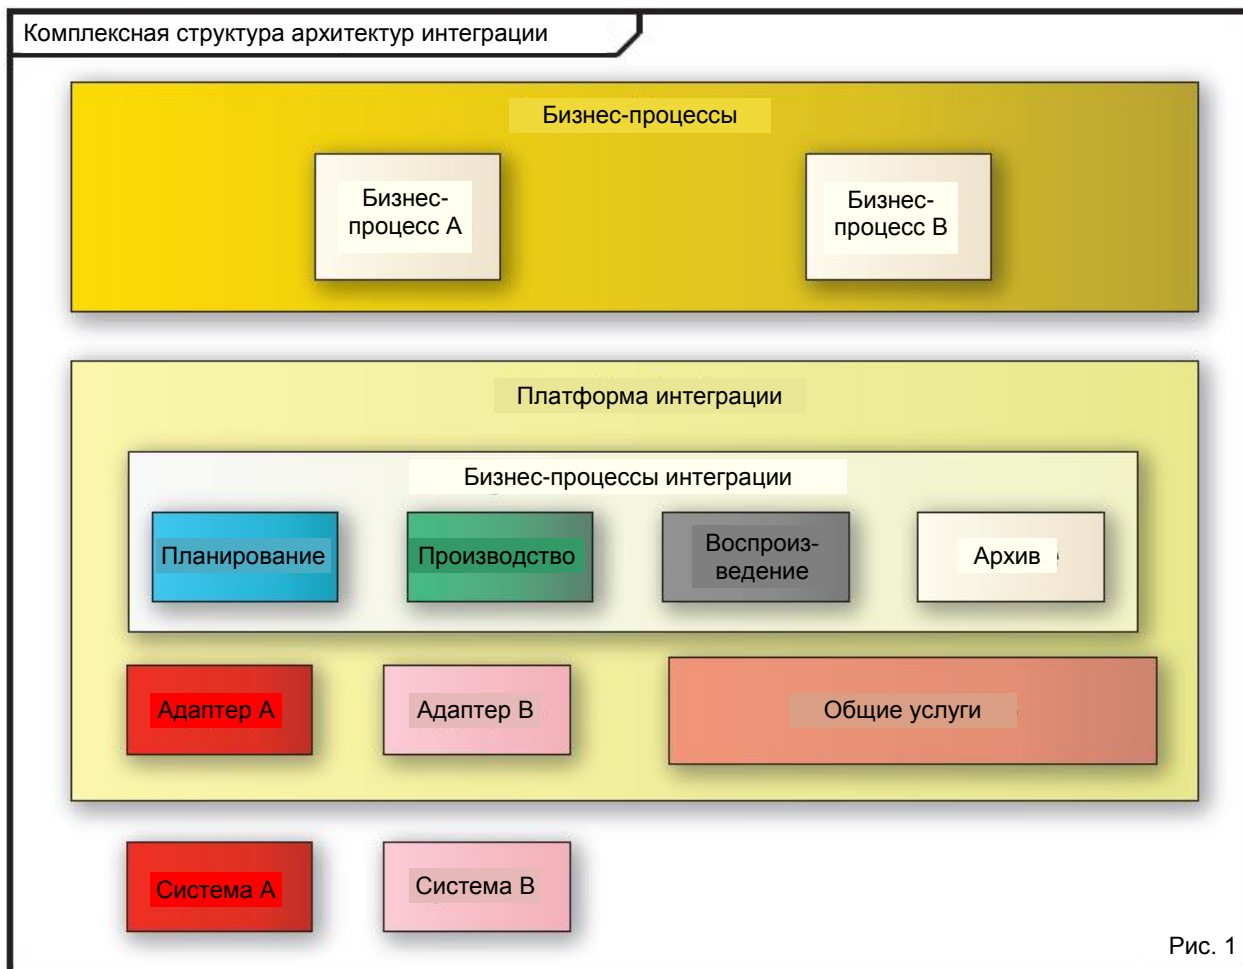 Комплексная структура архитектур интеграции
Бизнес-процессы
Бизнес-
процесс А
Бизнес-
процесс В
Платформа интеграции
Бизнес-процессы интеграции
Планирование
Производство
Воспроиз-
ведение
Архив
Адаптер А
Адаптер В
Общие услуги
Система А
Система В
Рис. 1